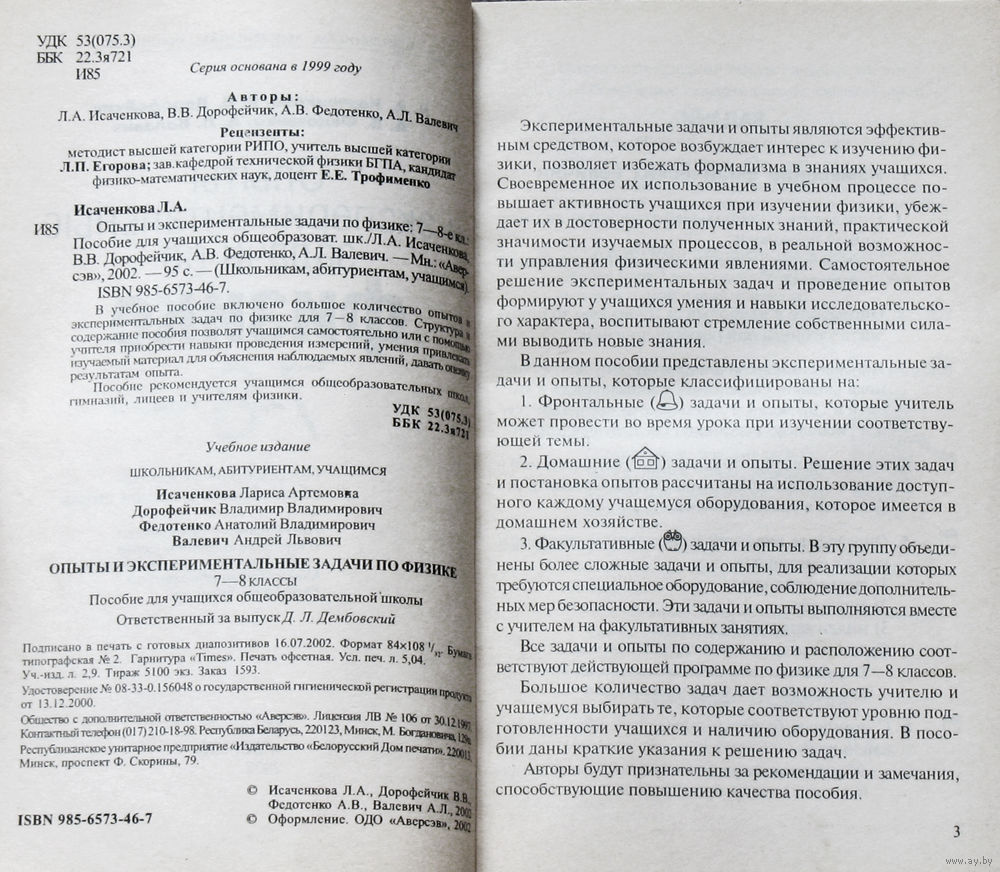 УДК 53(075.3)
ББК 22.3я721
И85
Серия основана в 1999 году
Авторы:
Л.А. Исаченкова, В.В. Дорофейчик, А.В. Федотенко, А.Л. Валевич
Рецензенты:
методист высшей категории РИПО, учитель высшей категории
Л.П. Егорова; зав.кафедрой технической физики БГПА, кандидат
физико-математических наук, доцент Е.Е. Трофименко
Исаченкова Л.А.
И85 Опыты и экспериментальные задачи по физике: 7—8-е кл.:
Пособие для учащихся общеобразоват. шк./Л.А. Исаченкова,
В.В. Дорофейчик, А.В. Федотенко, А.Л. Валевич. — Мн.: «Авер-
сэв», 2002. — 95 с. — (Школьникам, абитуриентам, учащимся).
ISBN 985-6573-46-7.
В учебное пособие включено большое количество опытов и
экспериментальных задач по физике для 7—8 классов. Структура и
содержание пособия позволят учащимся самостоятельно или с помощью
учителя приобрести навыки проведения измерений, умения привлекать
изучаемый материал для объяснения наблюдаемых явлений, давать оценку
результатам опыта.
Пособие рекомендуется учащимся общеобразовательных школ,
гимназий, лицеев и учителям физики.
УДК 53(075.3)
ББК 22.3я721
Учебное издание
ШКОЛЬНИКАМ, АБИТУРИЕНТАМ, УЧАЩИМСЯ
Исаченкова Лариса Артемовна
Дорофейчик Владимир Владимирович
Федотенко Анатолий Владимирович
Валевич Андрей Львович
ОПЫТЫ И ЭКСПЕРИМЕНТАЛЬНЫЕ ЗАДАЧИ ПО ФИЗИКЕ
7—8 КЛАССЫ
Пособие для учащихся общеобразовательной школы
Ответственный за выпуск Д. Л. Дембовский
Подписано в печать с готовых диапозитивов 16.07.2002. Формат 84×108 1/32. Бумага
типографская № 2. Гарнитура «Times». Печать офсетная. Усл. печ. л. 5,04.
Уч.-изд. л. 2,9. Тираж 5100 экз. Заказ 1593.
Удостоверение № 08-33-0.156048 о государственной гигиенической регистрации продукта
от 13.12.2000.
Общество с дополнительной ответственностью «Аверсэв». Лицензия ЛВ № 106 от 30.12.1997.
Контактный телефон (017) 210-18-98. Республика Беларусь, 220123, Минск, М. Богдановича, 129а.
Республиканское унитарное предприятие «Издательство «Белорусский Дом печати». 220013,
Минск, проспект Ф. Скорины, 79.
© Исаченкова Л.А., Дорофейчик В.В.,
Федотенко А.В., Валевич А.Л., 2002
ISBN 985-6573-46-7 © Оформление. ОДО «Аверсэв», 2002
Экспериментальные задачи и опыты являются эффектив-
ным средством, которое возбуждает интерес к изучению фи-
зики, позволяет избежать формализма в знаниях учащихся.
Своевременное их использование в учебном процессе по-
вышает активность учащихся при изучении физики, убеж-
дает их в достоверности полученных знаний, практической
значимости изучаемых процессов, в реальной возможнос-
ти управления физическими явлениями. Самостоятельное
решение экспериментальных задач и проведение опытов
формируют у учащихся умения и навыки исследовательско-
го характера, воспитывают стремление собственными сила-
ми выводить новые знания.
В данном пособии представлены экспериментальные за-
дачи и опыты, которые классифицированы на:
1. Фронтальные ( ) задачи и опыты, которые учитель
может провести во время урока при изучении соответству-
ющей темы.
2. Домашние ( ) задачи и опыты. Решение этих задач
и постановка опытов рассчитаны на использование доступ-
ного каждому учащемуся оборудования, которое имеется в
домашнем хозяйстве.
3. Факультативные ( ) задачи и опыты. В эту группу объеди-
нены более сложные задачи и опыты, для реализации которых
требуются специальное оборудование, соблюдение дополнитель-
ных мер безопасности. Эти задачи и опыты выполняются вместе
с учителем на факультативных занятиях.
Все задачи и опыты по содержанию и расположению соот-
ветствуют действующей программе по физике для 7—8 классов.
Большое количество задач дает возможность учителю и
учащемуся выбирать те, которые соответствуют уровню под-
готовленности учащихся и наличию оборудования. В посо-
бии даны краткие указания к решению задач.
Авторы будут признательны за рекомендации и замечания,
способствующие повышению качества пособия.
3
www.ay.by